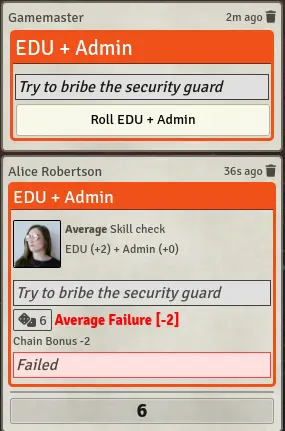 Gamemaster 2m ago
EDU + Admin
Try to bribe the security guard
Roll EDU + Admin
Alice Robertson 36s ago
EDU + Admin
Average Skill check
EDU (+2) + Admin (+0)
Try to bribe the security guard
6 Average Failure [-2]
Chain Bonus -2
Failed
6